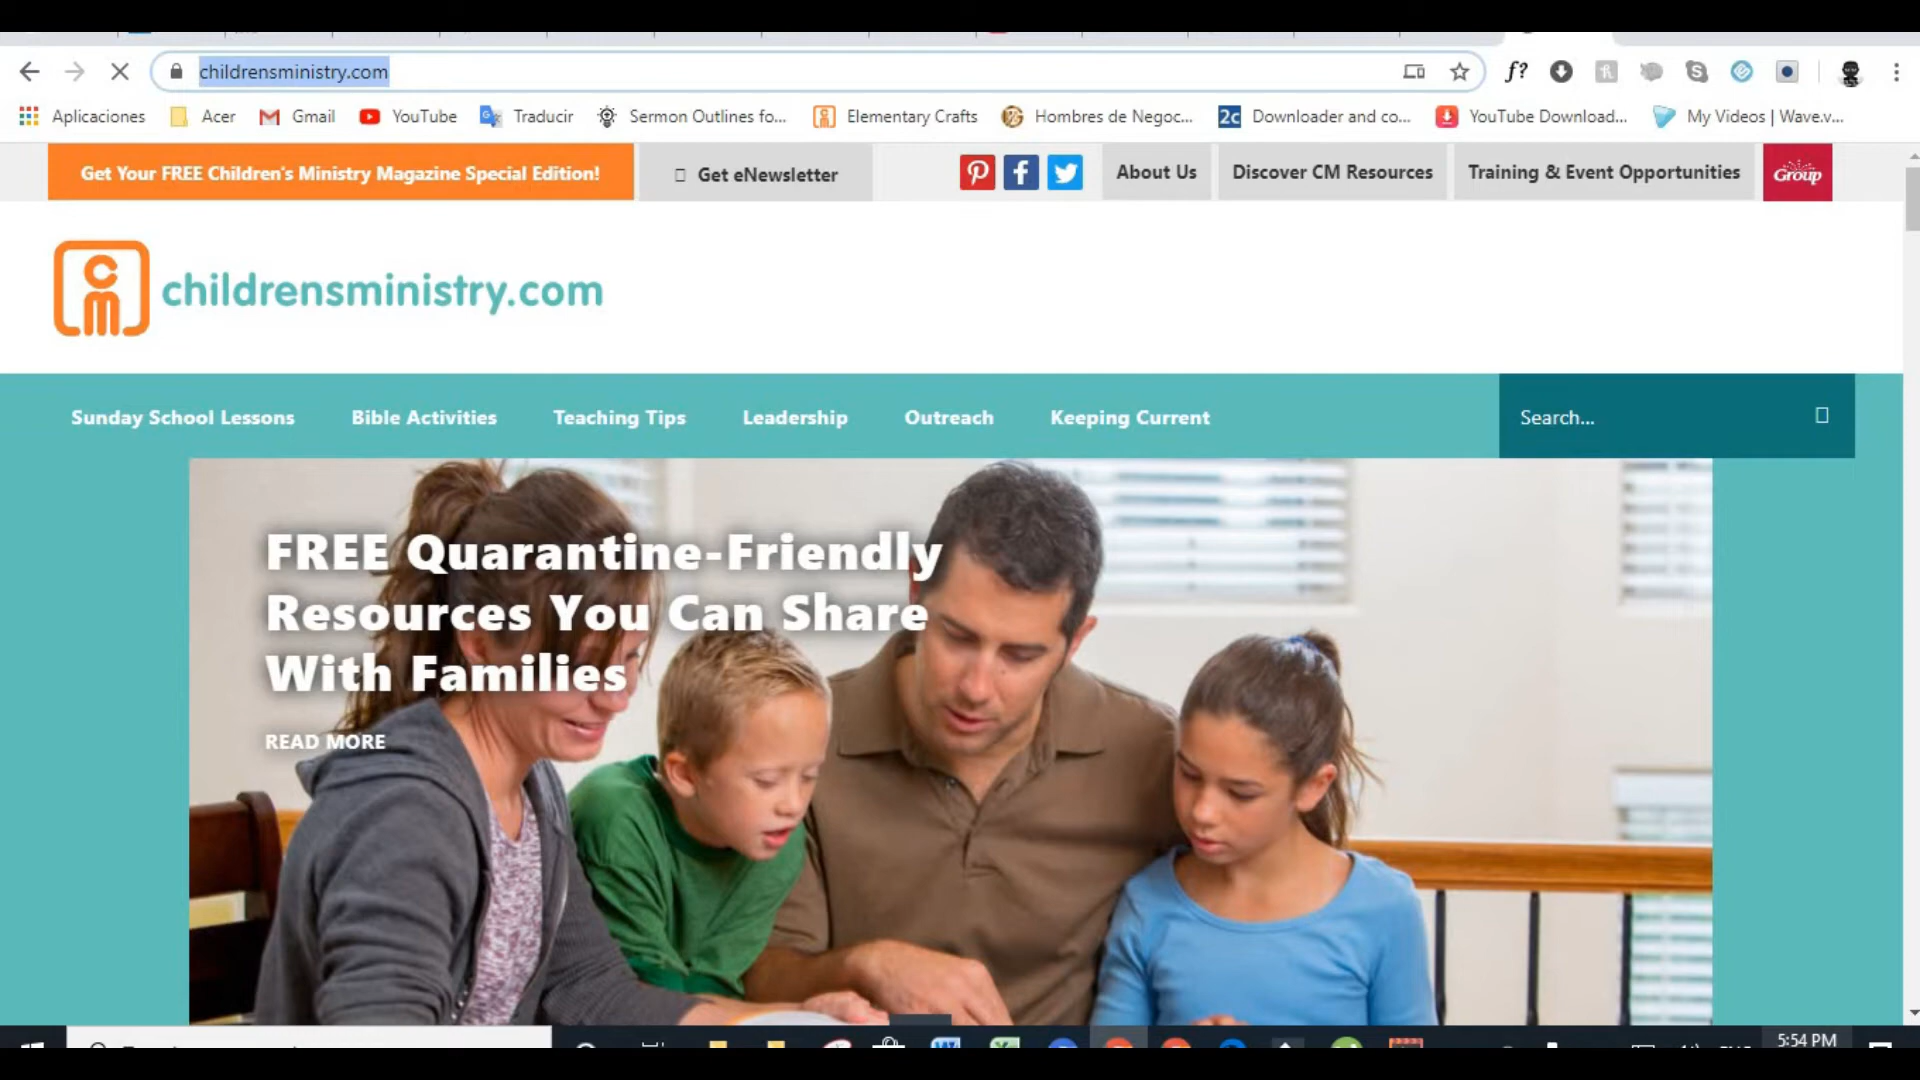 childrensministry.com
f?
Aplicaciones Acer Gmail YouTube Traducir Sermon Outlines fo... Elementary Crafts Hombres de Negoc... 2c Downloader and co... YouTube Download... My Videos | Wave.v...
Get Your FREE Children's Ministry Magazine Special Edition! Get eNewsletter About Us Discover CM Resources Training & Event Opportunities Group
cm childrensministry.com
Sunday School Lessons Bible Activities Teaching Tips Leadership Outreach Keeping Current Search...
FREE Quarantine-Friendly
Resources You Can Share
With Families
READ MORE
5:54 PM